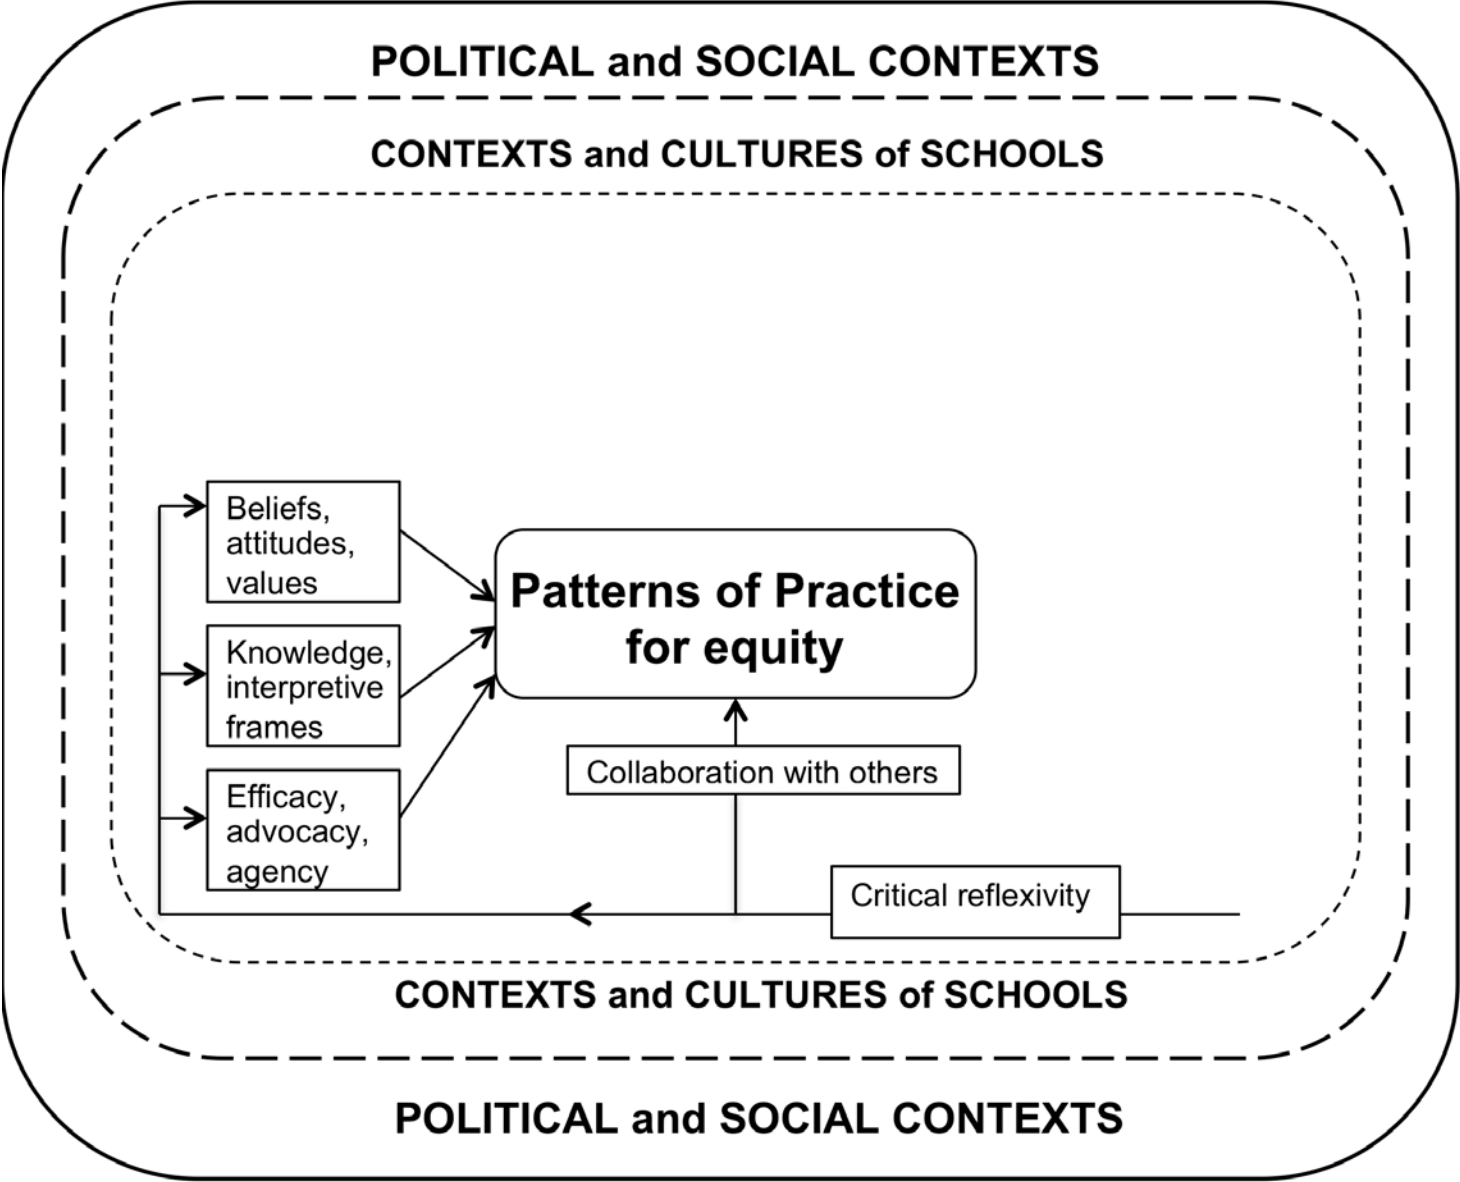 POLITICAL and SOCIAL CONTEXTS
CONTEXTS and CULTURES of SCHOOLS
Beliefs,
attitudes,
values
Knowledge,
interpretive
frames
Efficacy,
advocacy,
agency
Patterns of Practice
for equity
Collaboration with others
Critical reflexivity
CONTEXTS and CULTURES of SCHOOLS
POLITICAL and SOCIAL CONTEXTS